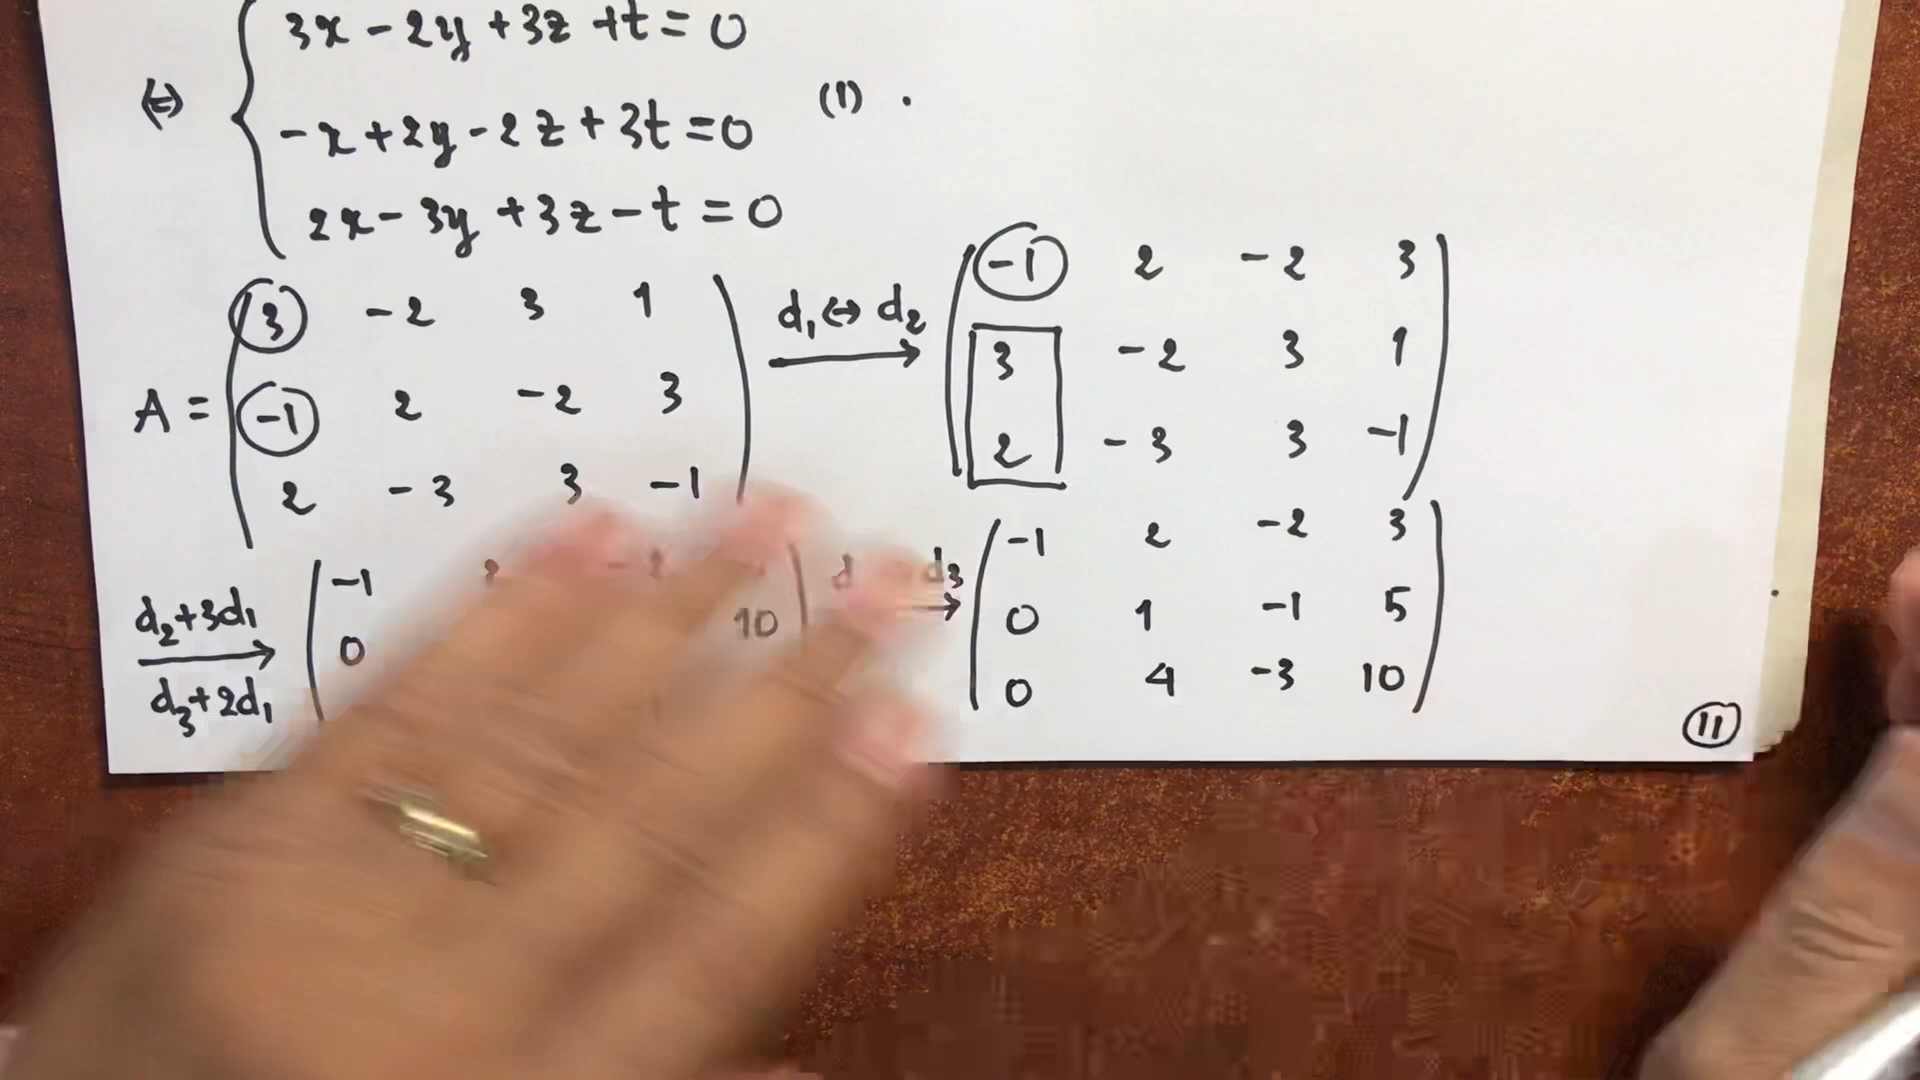 3x - 2y + 3z + t = 0
⇔ -x + 2y - 2z + 3t = 0 (1) .
2x - 3y + 3z - t = 0
3 -2 3 1
A = -1 2 -2 3
2 -3 3 -1
d₁ ↔ d₂
-1 2 -2 3
3 -2 3 1
2 -3 3 -1
d₂+3d₁
d₃+2d₁
-1
0 10
d₃
-1 2 -2 3
0 1 -1 5
0 4 -3 10
11